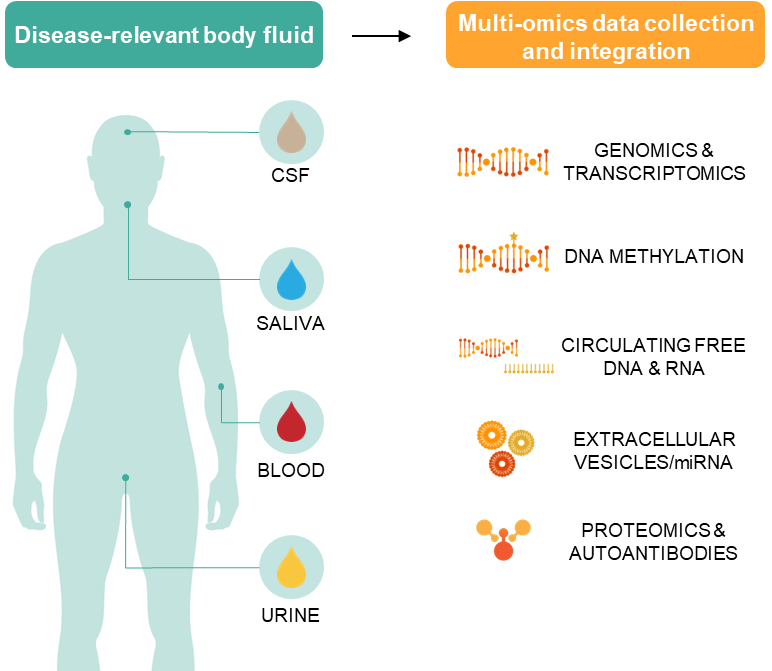 Disease-relevant body fluid
Multi-omics data collection
and integration
CSF
SALIVA
BLOOD
URINE
GENOMICS &
TRANSCRIPTOMICS
DNA METHYLATION
CIRCULATING FREE
DNA & RNA
EXTRACELLULAR
VESICLES/miRNA
PROTEOMICS &
AUTOANTIBODIES